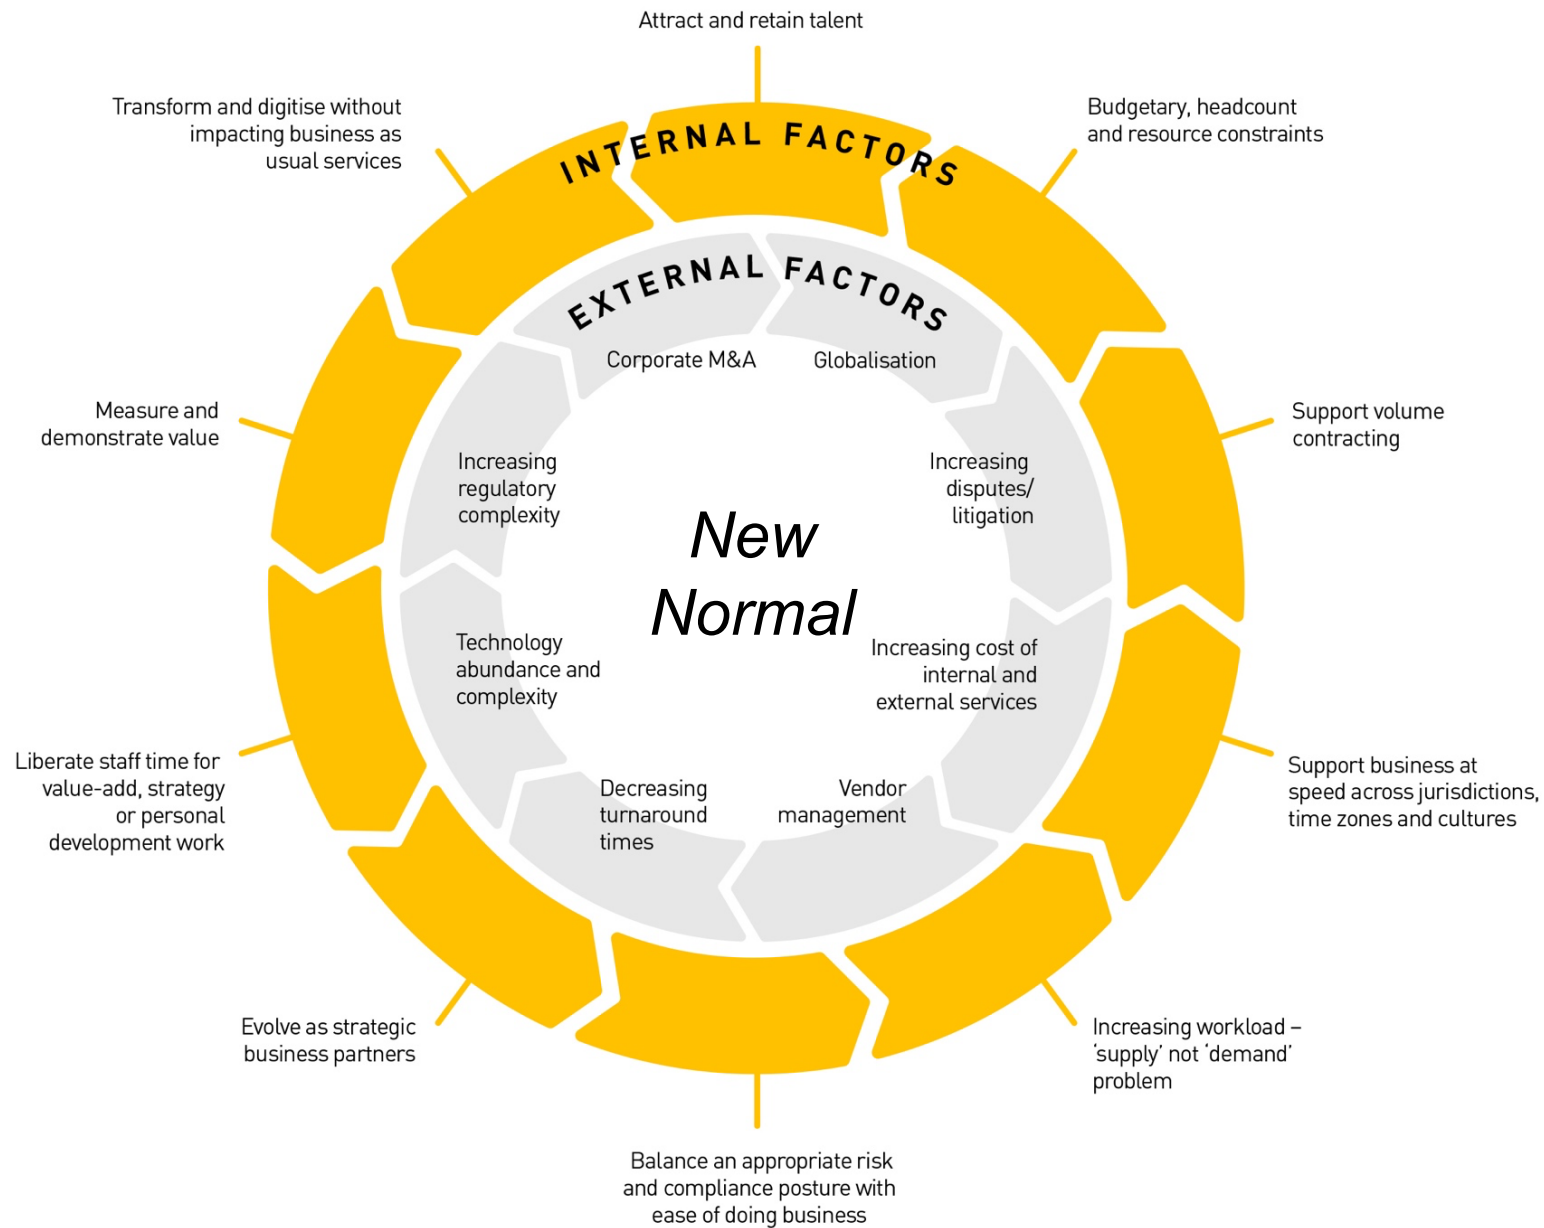 Attract and retain talent
Transform and digitise without
impacting business as
usual services
Budgetary, headcount
and resource constraints
INTERNAL FACTORS
EXTERNAL FACTORS
Corporate M&A
Globalisation
Measure and
demonstrate value
Support volume
contracting
Increasing
regulatory
complexity
Increasing
disputes/
litigation
New
Normal
Technology
abundance and
complexity
Increasing cost of
internal and
external services
Liberate staff time for
value-add, strategy
or personal
development work
Decreasing
turnaround
times
Vendor
management
Support business at
speed across jurisdictions,
time zones and cultures
Evolve as strategic
business partners
Increasing workload –
‘supply’ not ‘demand’
problem
Balance an appropriate risk
and compliance posture with
ease of doing business